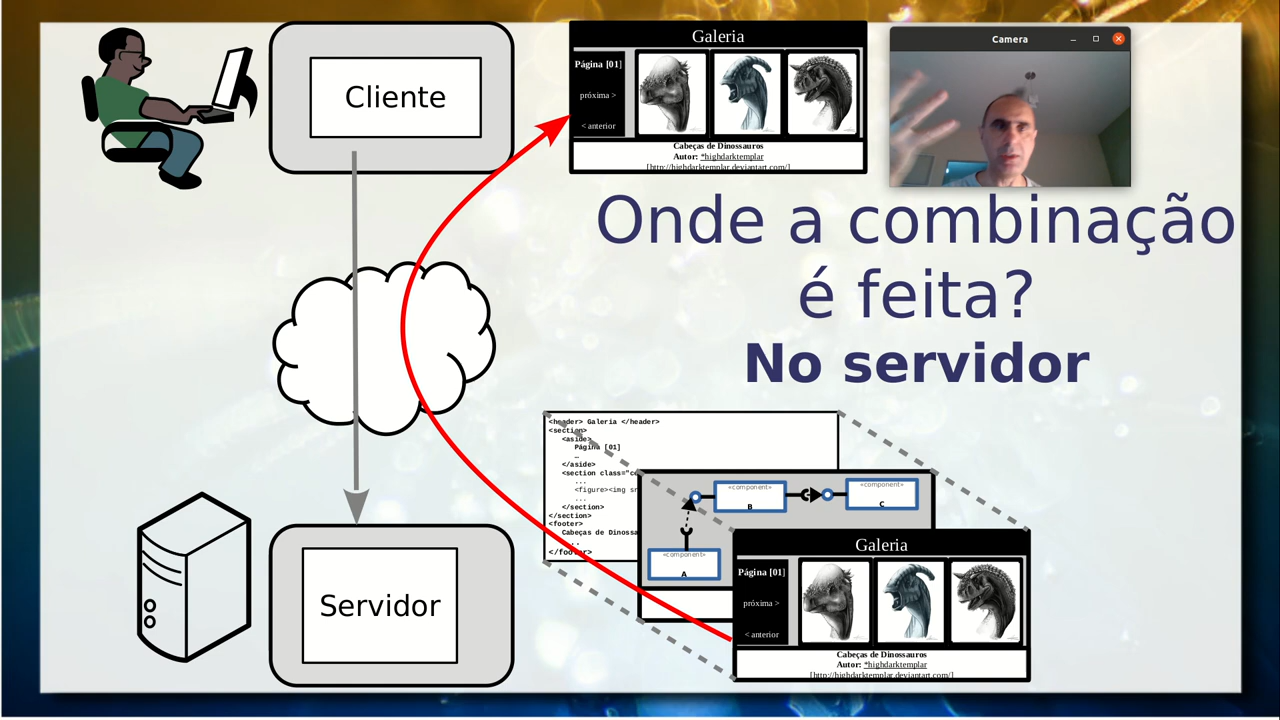 Cliente
Galeria
Página [01]
próxima >
< anterior
Cabeças de Dinossauros
Autor: *highdarktemplar
[http://highdarktemplar.deviantart.com/]
Camera
Onde a combinação
é feita?
No servidor
<header> Galeria </header>
<section>
<aside>
Página [01]
…
</aside>
<section class="ce
...
<figure><img sr
...
</section>
</section>
<footer>
Cabeças de Dinossa
...
</footer>
«component»
B
«component»
C
«component»
A
Servidor
Galeria
Página [01]
próxima >
< anterior
Cabeças de Dinossauros
Autor: *highdarktemplar
[http://highdarktemplar.deviantart.com/]